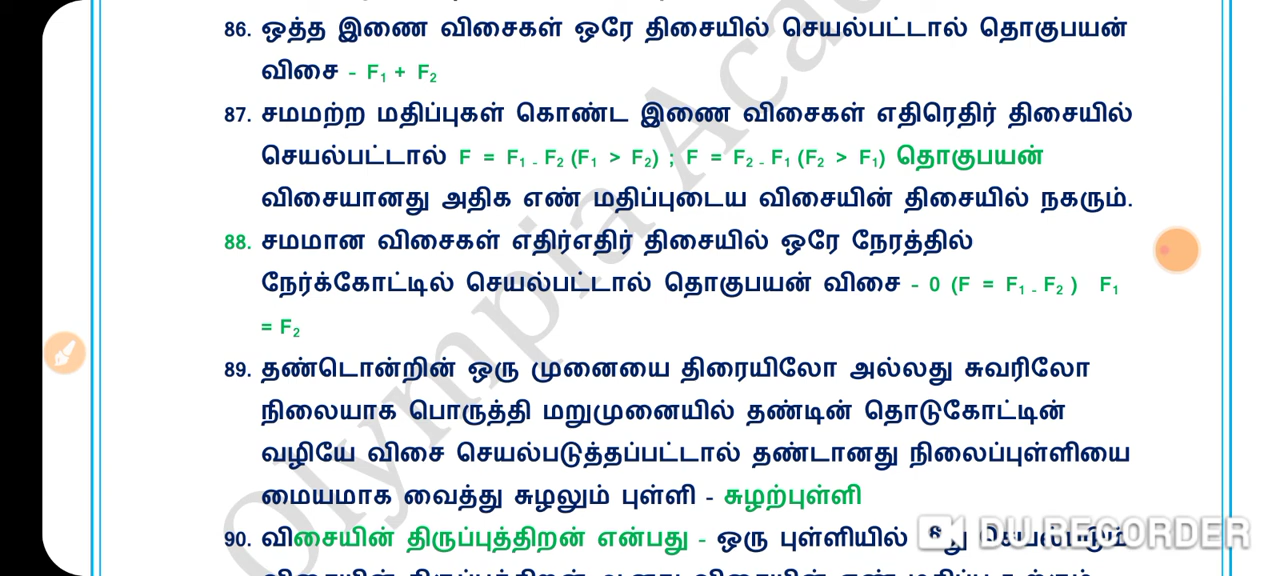 86. ஒத்த இணை விசைகள் ஒரே திசையில் செயல்பட்டால் தொகுபயன்
விசை - F₁ + F₂
87. சமமற்ற மதிப்புகள் கொண்ட இணை விசைகள் எதிரெதிர் திசையில்
செயல்பட்டால் F = F₁ - F₂ (F₁ > F₂) ; F = F₂ - F₁ (F₂ > F₁) தொகுபயன்
விசையானது அதிக எண் மதிப்புடைய விசையின் திசையில் நகரும்.
88. சமமான விசைகள் எதிர்எதிர் திசையில் ஒரே நேரத்தில்
நேர்க்கோட்டில் செயல்பட்டால் தொகுபயன் விசை - 0 (F = F₁ - F₂ ) F₁
= F₂
89. தண்டொன்றின் ஒரு முனையை திரையிலோ அல்லது சுவரிலோ
நிலையாக பொருத்தி மறுமுனையில் தண்டின் தொடுகோட்டின்
வழியே விசை செயல்படுத்தப்பட்டால் தண்டானது நிலைப்புள்ளியை
மையமாக வைத்து சுழலும் புள்ளி - சுழற்புள்ளி
90. விசையின் திருப்புத்திறன் என்பது - ஒரு புள்ளியில்
DU RECORDER
Olympia Aca